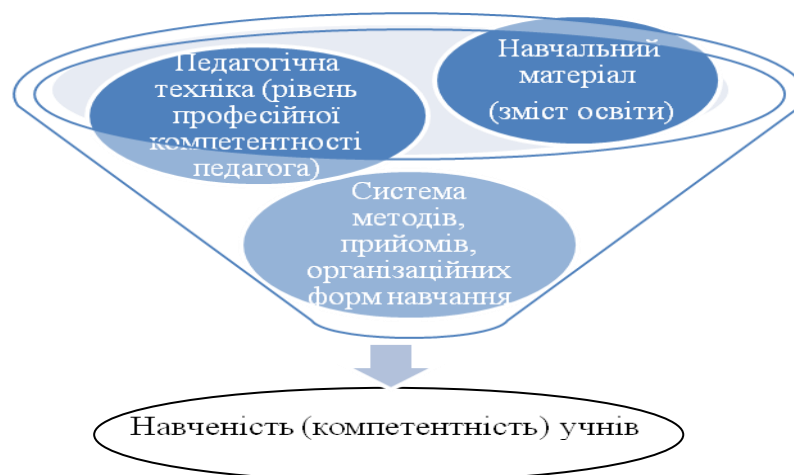 Педагогічна
техніка (рівень
професійної
компетентності
педагога)
Навчальний
матеріал
(зміст освіти)
Система
методів,
прийомів,
організаційних
форм навчання
Навченість (компетентність) учнів